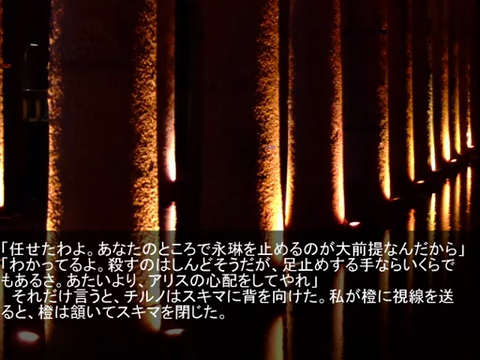 「任せたわよ。あなたのところで永琳を止めるのが大前提なんだから」
「わかってるよ。殺すのはしんどそうだが、足止めする手ならいくらで
もあるさ。あたいより、アリスの心配をしてやれ」
　それだけ言うと、チルノはスキマに背を向けた。私が橙に視線を送
ると、橙は頷いてスキマを閉じた。